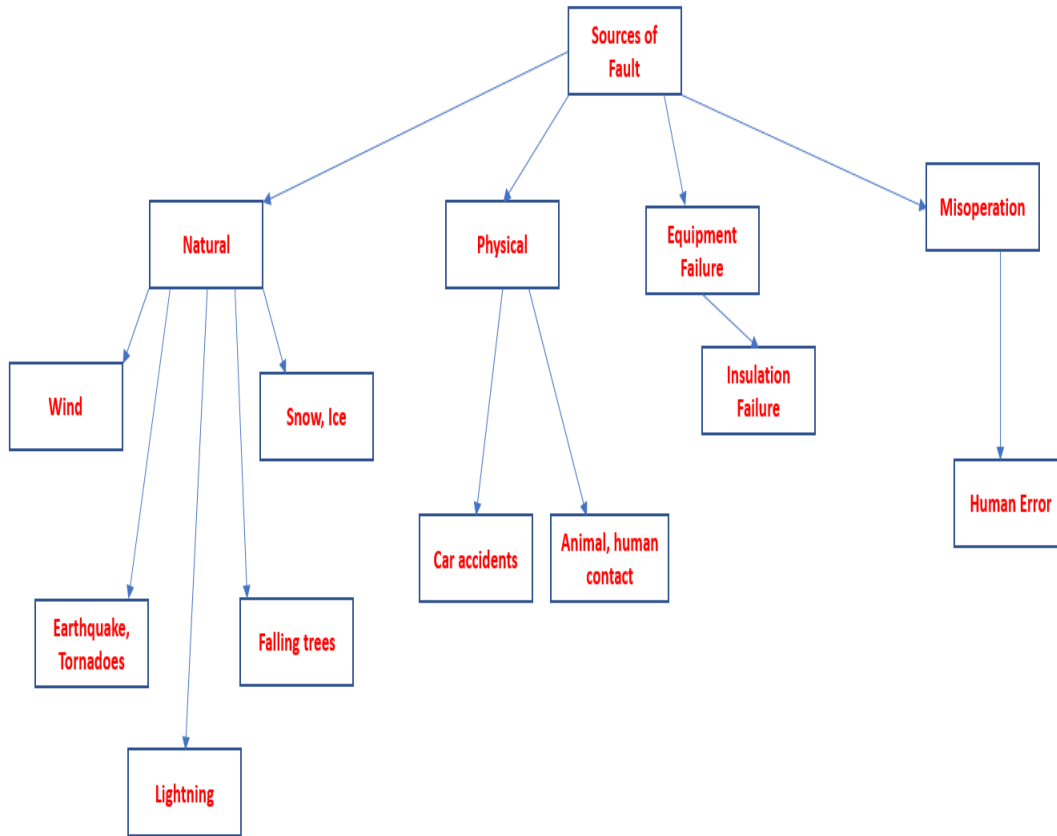 Sources of
Fault
Natural
Physical
Equipment
Failure
Misoperation
Wind
Snow, Ice
Insulation
Failure
Human Error
Car accidents
Animal, human
contact
Earthquake,
Tornadoes
Falling trees
Lightning